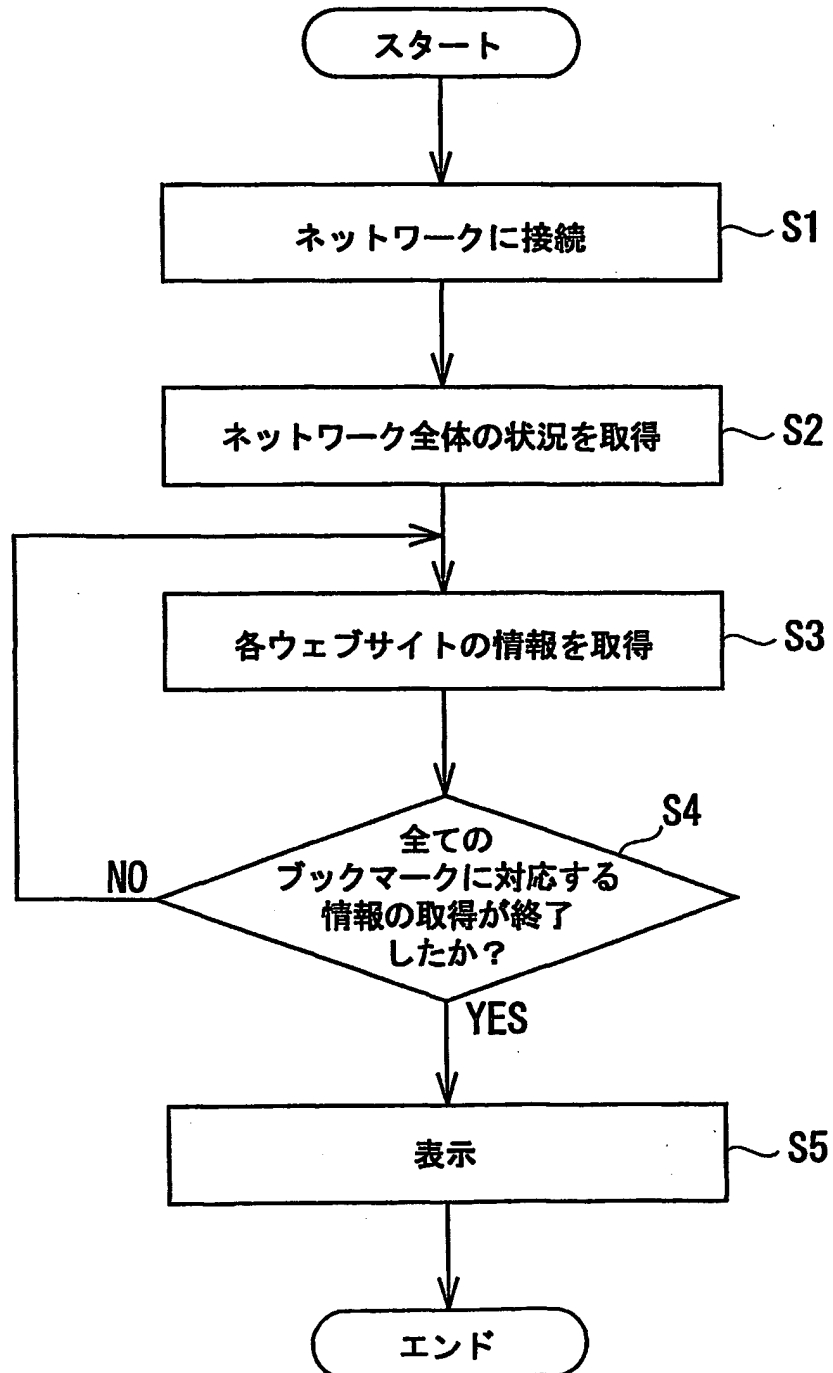 スタート
ネットワークに接続
S1
ネットワーク全体の状況を取得
S2
各ウェブサイトの情報を取得
S3
S4
全ての
ブックマークに対応する
情報の取得が終了
したか？
NO
YES
表示
S5
エンド